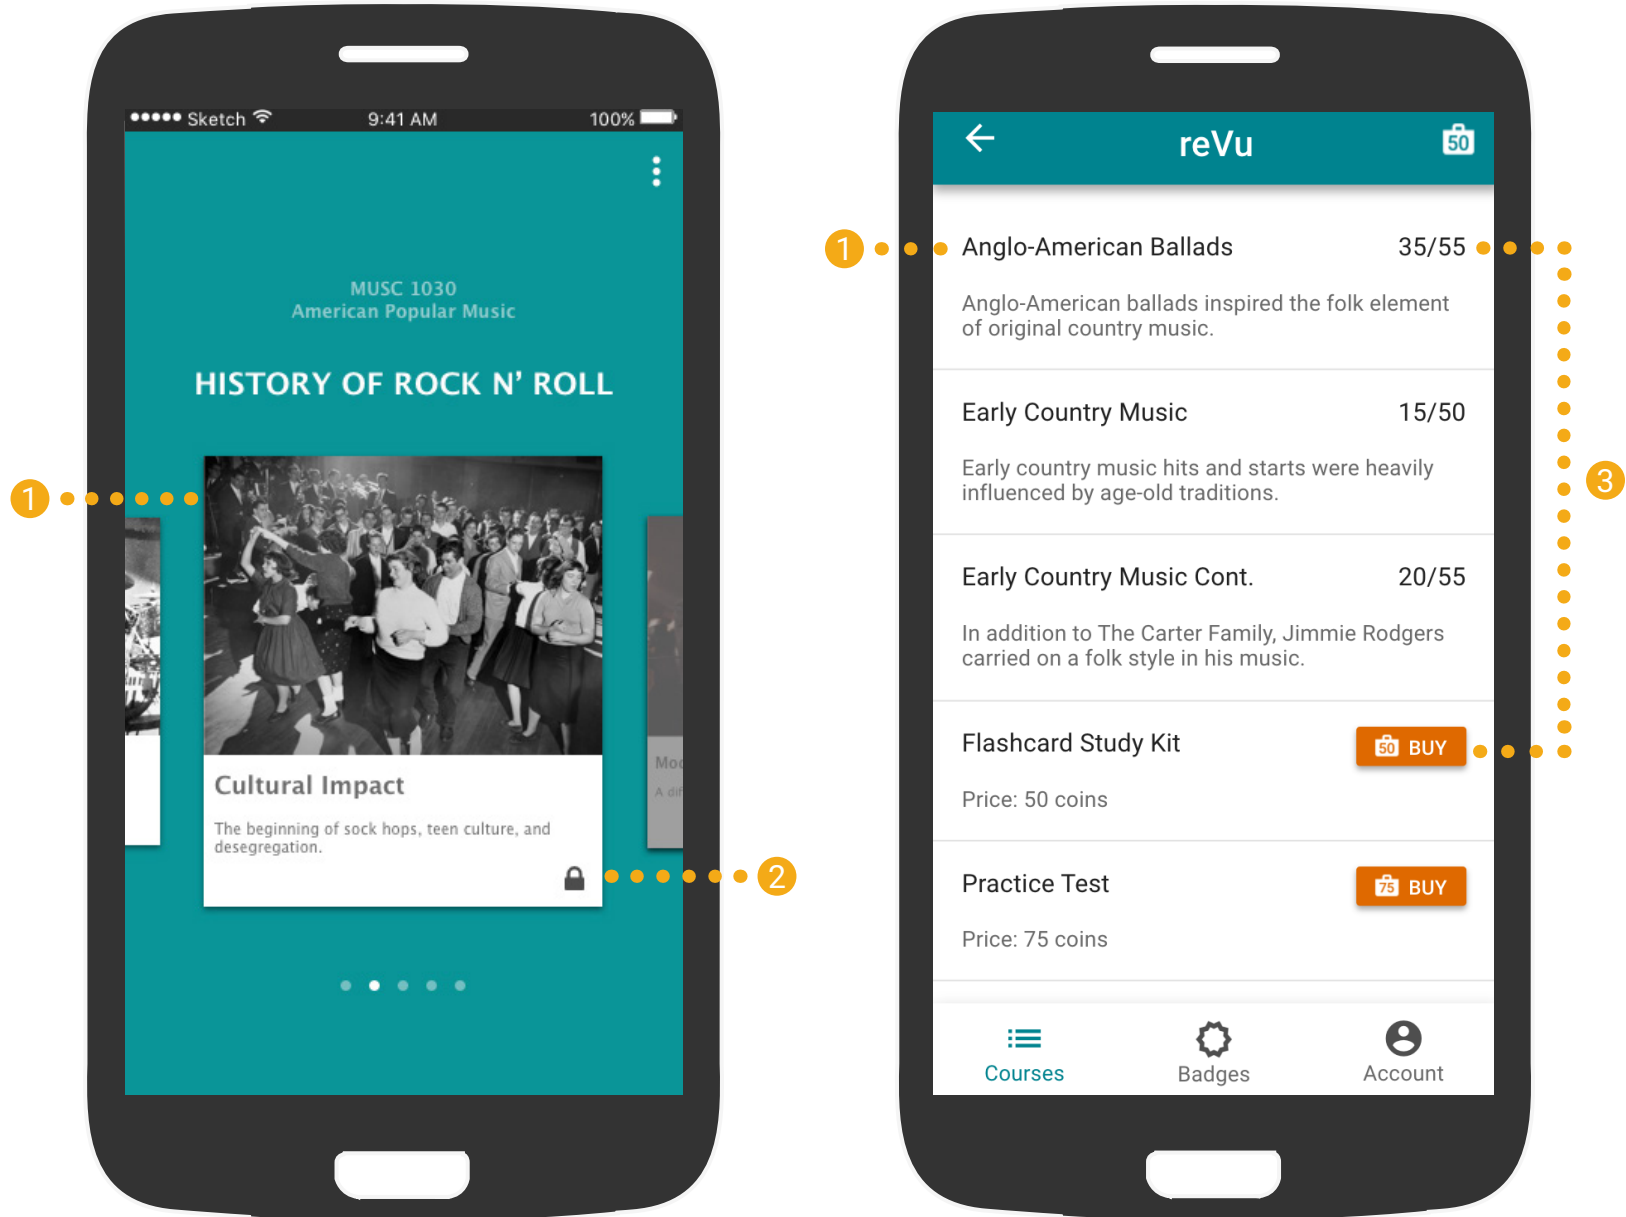 Sketch
9:41 AM
100%
MUSC 1030
American Popular Music
HISTORY OF ROCK N’ ROLL
1
Cultural Impact
The beginning of sock hops, teen culture, and
desegregation.
2
reVu
50
1
Anglo-American Ballads
35/55
Anglo-American ballads inspired the folk element
of original country music.
Early Country Music
15/50
Early country music hits and starts were heavily
influenced by age-old traditions.
3
Early Country Music Cont.
20/55
In addition to The Carter Family, Jimmie Rodgers
carried on a folk style in his music.
Flashcard Study Kit
50 BUY
Price: 50 coins
Practice Test
75 BUY
Price: 75 coins
Courses
Badges
Account